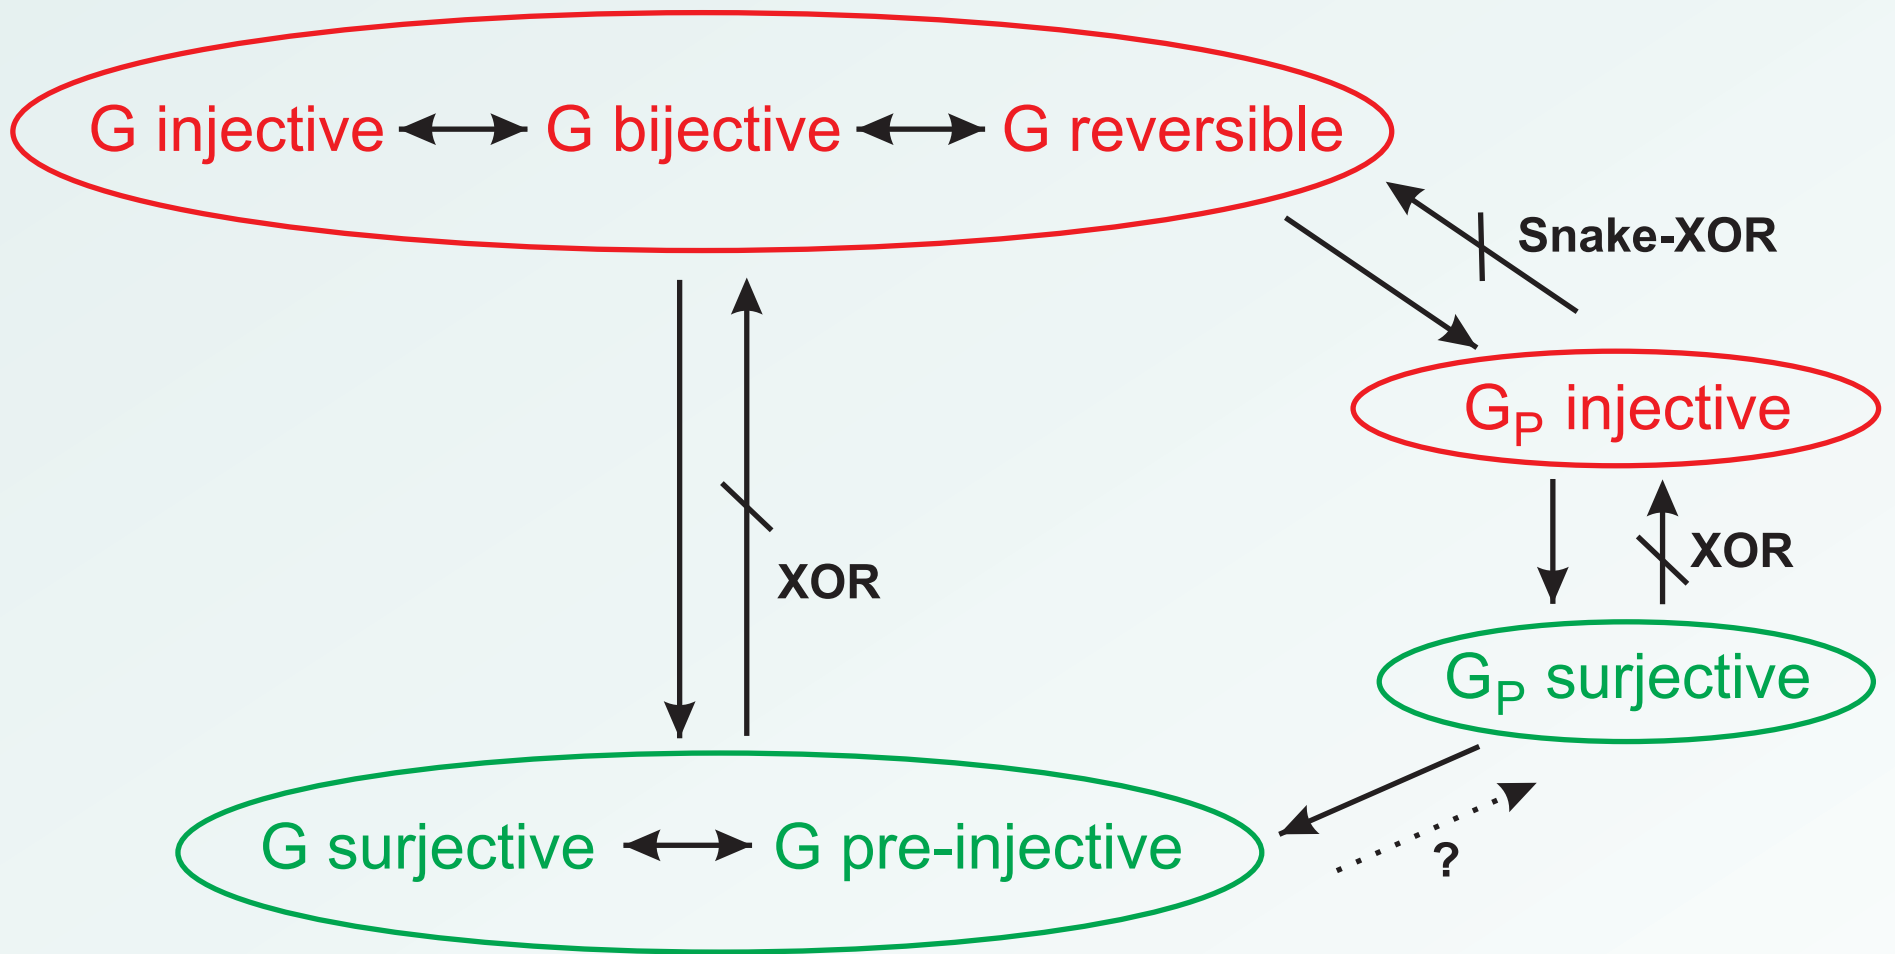 G injective G bijective G reversible
Snake-XOR
G_P injective
XOR
XOR
G_P surjective
G surjective G pre-injective
?